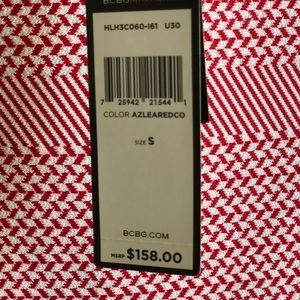 HLH3C060-I61 U30
7 25942 21544 1
COLOR AZLEAREDCO
SIZE S
BCBG.COM
MSRP $158.00